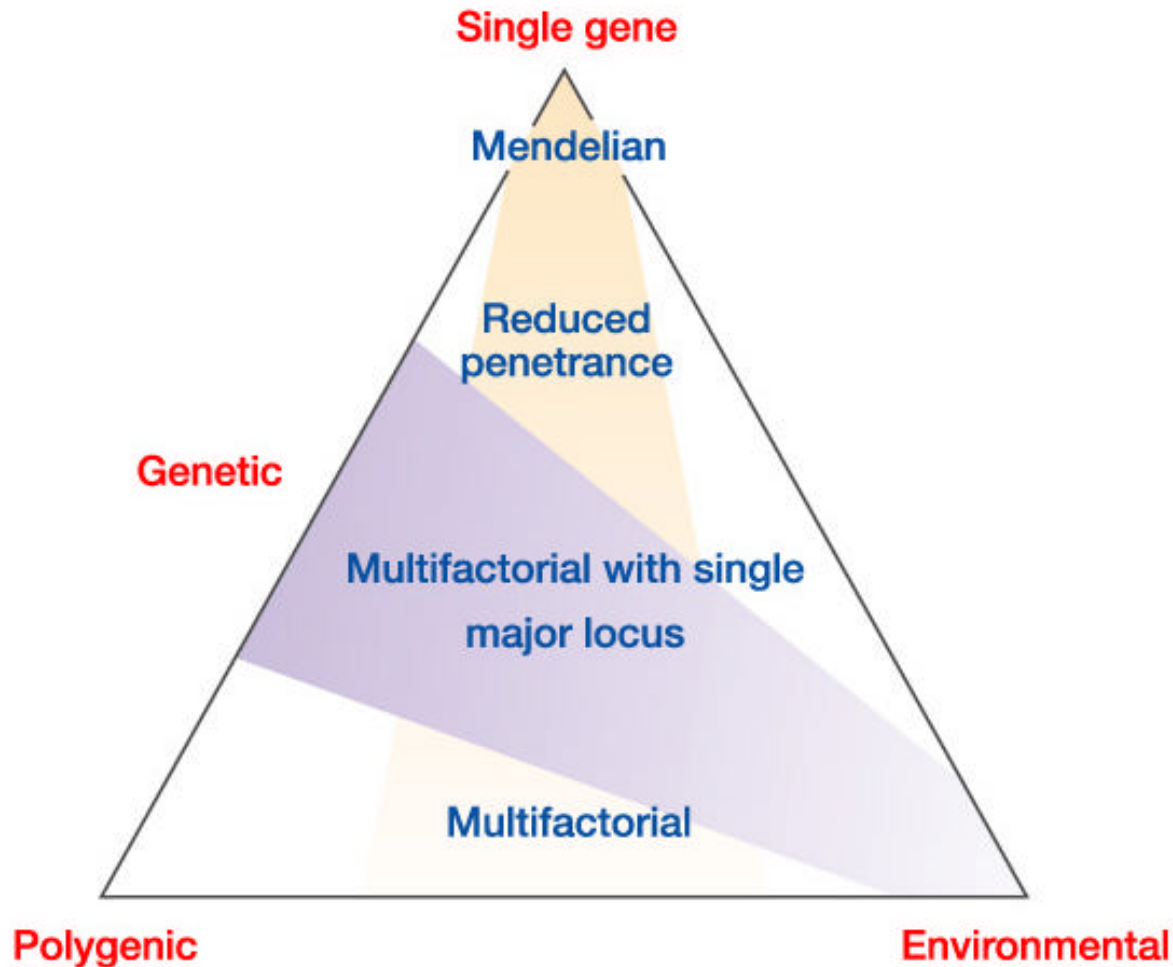 Single gene
Mendelian
Reduced
penetrance
Genetic
Multifactorial with single
major locus
Multifactorial
Polygenic
Environmental